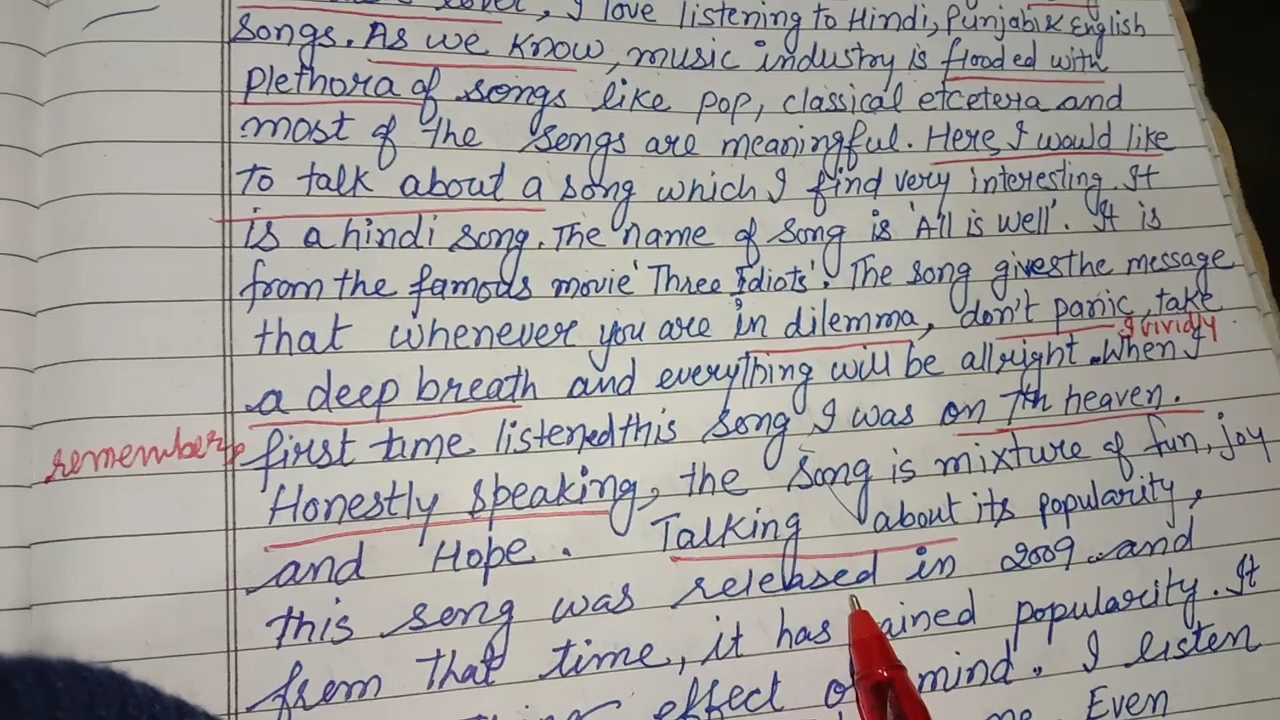 I love listening to Hindi, Punjabi & English
songs. As we know, music industry is flooded with
plethora of songs like pop, classical etcetera and
most of the songs are meaningful. Here, I would like
to talk about a song which I find very interesting. It
is a hindi song. The name of song is 'All is well'. It is
from the famous movie 'Three Idiots'. The song gives the message
that whenever you are in dilemma, don't panic, take
I vividly
a deep breath and everything will be allright. When I
remember
first time listened this song I was on 7th heaven.
Honestly speaking, the song is mixture of fun, joy
and Hope. Talking about its popularity,
this song was released in 2009 and
from that time, it has ained popularity. It
effect of mind. I listen
Even